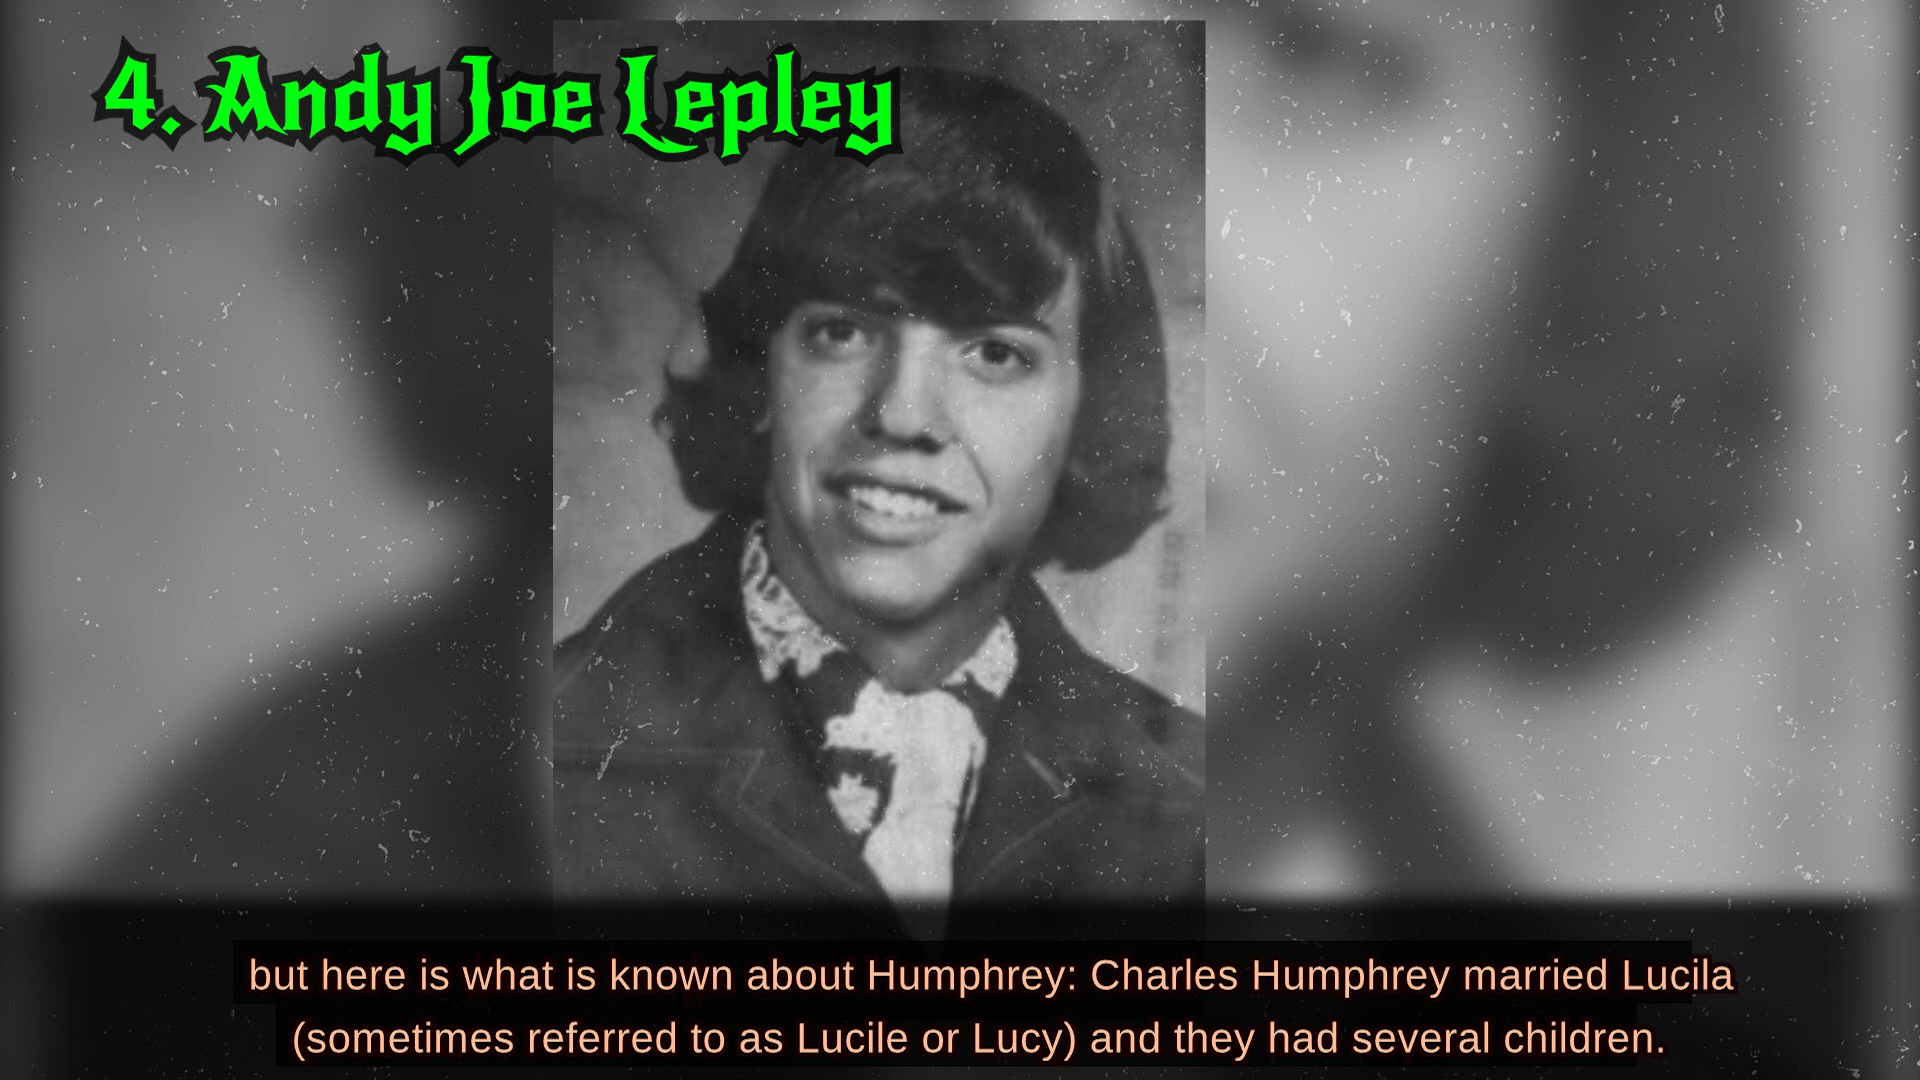 4. Andy Joe Lepley
but here is what is known about Humphrey: Charles Humphrey married Lucila
(sometimes referred to as Lucile or Lucy) and they had several children.